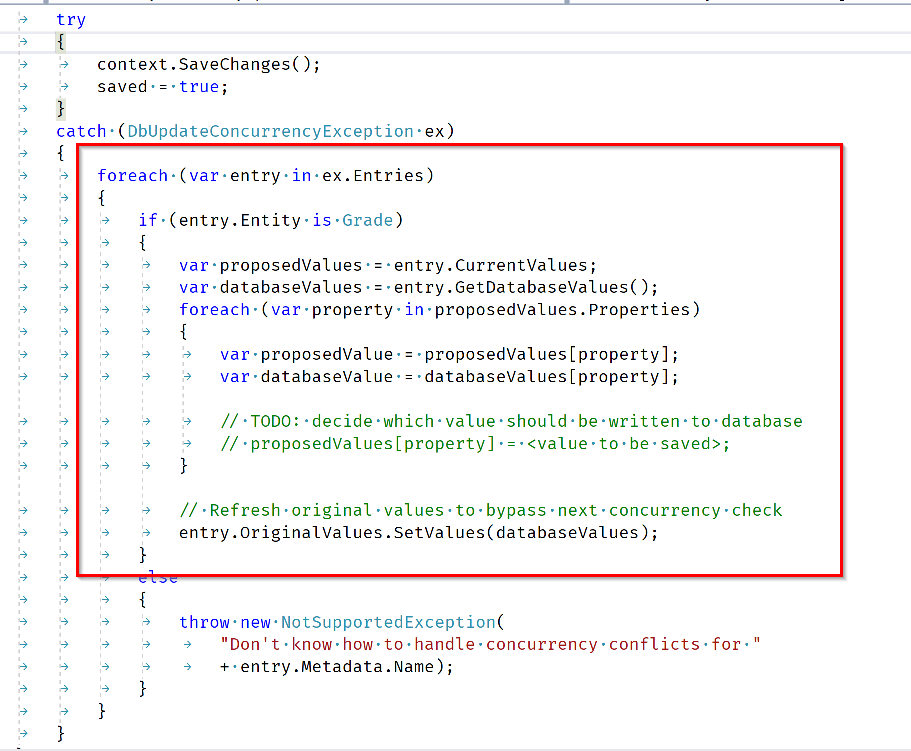 try
{
context.SaveChanges();
saved = true;
}
catch (DbUpdateConcurrencyException ex)
{
foreach (var entry in ex.Entries)
{
if (entry.Entity is Grade)
{
var proposedValues = entry.CurrentValues;
var databaseValues = entry.GetDatabaseValues();
foreach (var property in proposedValues.Properties)
{
var proposedValue = proposedValues[property];
var databaseValue = databaseValues[property];
// TODO: decide which value should be written to database
// proposedValues[property] = <value to be saved>;
}
// Refresh original values to bypass next concurrency check
entry.OriginalValues.SetValues(databaseValues);
}
else
{
throw new NotSupportedException(
"Don't know how to handle concurrency conflicts for "
+ entry.Metadata.Name);
}
}
}